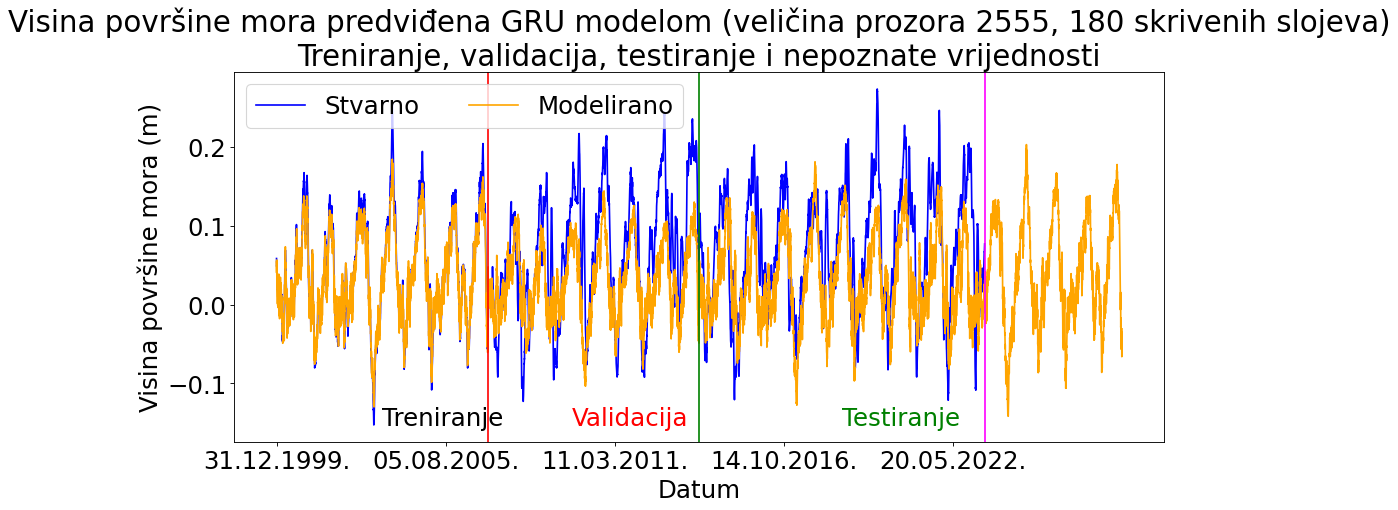 Visina površine mora predviđena GRU modelom (veličina prozora 2555, 180 skrivenih slojeva)
Treniranje, validacija, testiranje i nepoznate vrijednosti
Stvarno
Modelirano
Visina površine mora (m)
0.2
0.1
0.0
−0.1
Treniranje
Validacija
Testiranje
31.12.1999.
05.08.2005.
11.03.2011.
14.10.2016.
20.05.2022.
Datum